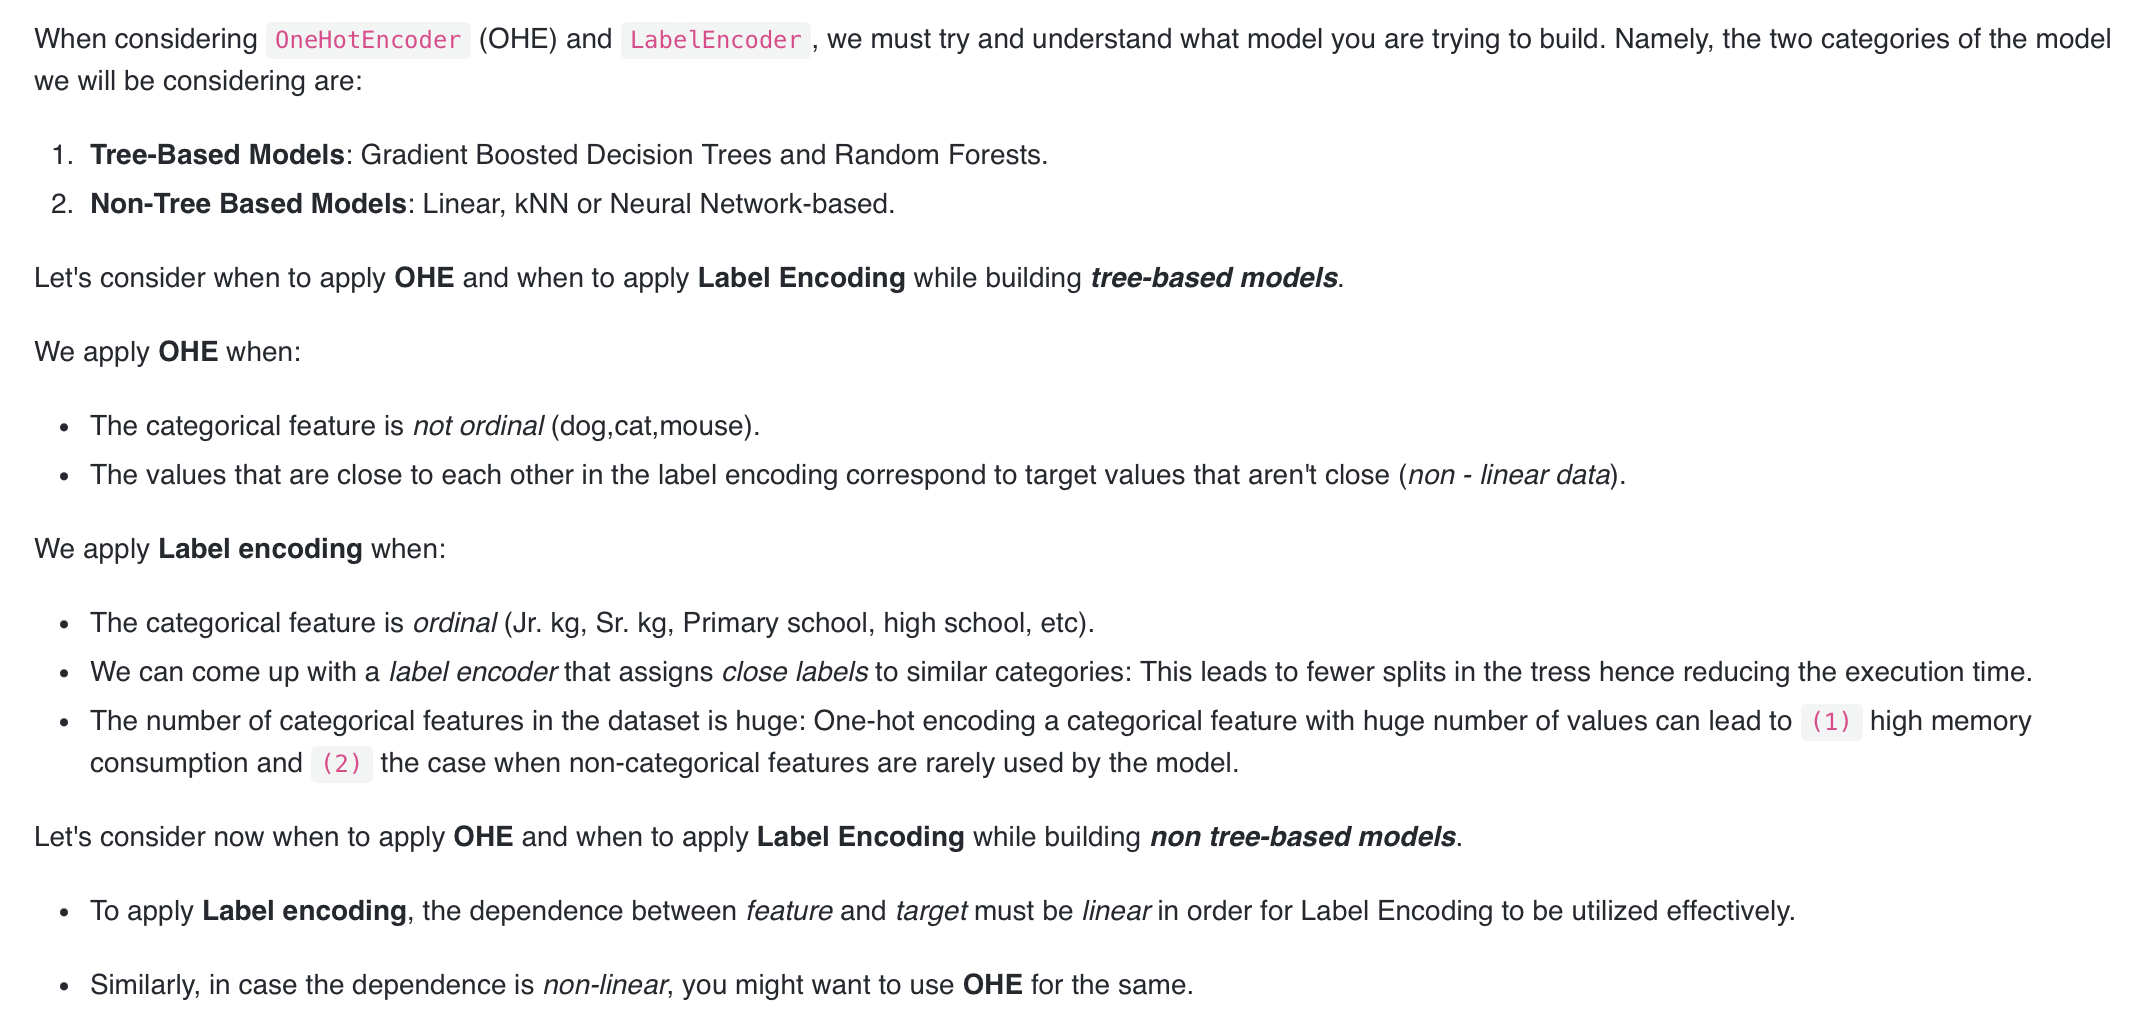 When considering OneHotEncoder (OHE) and LabelEncoder , we must try and understand what model you are trying to build. Namely, the two categories of the model
we will be considering are:
1. Tree-Based Models: Gradient Boosted Decision Trees and Random Forests.
2. Non-Tree Based Models: Linear, kNN or Neural Network-based.
Let's consider when to apply OHE and when to apply Label Encoding while building tree-based models.
We apply OHE when:
• The categorical feature is not ordinal (dog,cat,mouse).
• The values that are close to each other in the label encoding correspond to target values that aren't close (non - linear data).
We apply Label encoding when:
• The categorical feature is ordinal (Jr. kg, Sr. kg, Primary school, high school, etc).
• We can come up with a label encoder that assigns close labels to similar categories: This leads to fewer splits in the tress hence reducing the execution time.
• The number of categorical features in the dataset is huge: One-hot encoding a categorical feature with huge number of values can lead to (1) high memory
consumption and (2) the case when non-categorical features are rarely used by the model.
Let's consider now when to apply OHE and when to apply Label Encoding while building non tree-based models.
• To apply Label encoding, the dependence between feature and target must be linear in order for Label Encoding to be utilized effectively.
• Similarly, in case the dependence is non-linear, you might want to use OHE for the same.